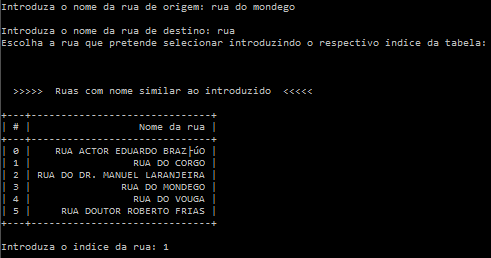 Introduza o nome da rua de origem: rua do mondego
Introduza o nome da rua de destino: rua
Escolha a rua que pretende selecionar introduzindo o respectivo indice da tabela:
>>>>> Ruas com nome similar ao introduzido <<<<<
+---+------------------------------+
| # | Nome da rua |
+---+------------------------------+
| 0 | RUA ACTOR EDUARDO BRAZ├úO |
| 1 | RUA DO CORGO |
| 2 | RUA DO DR. MANUEL LARANJEIRA |
| 3 | RUA DO MONDEGO |
| 4 | RUA DO VOUGA |
| 5 | RUA DOUTOR ROBERTO FRIAS |
+---+------------------------------+
Introduza o indice da rua: 1